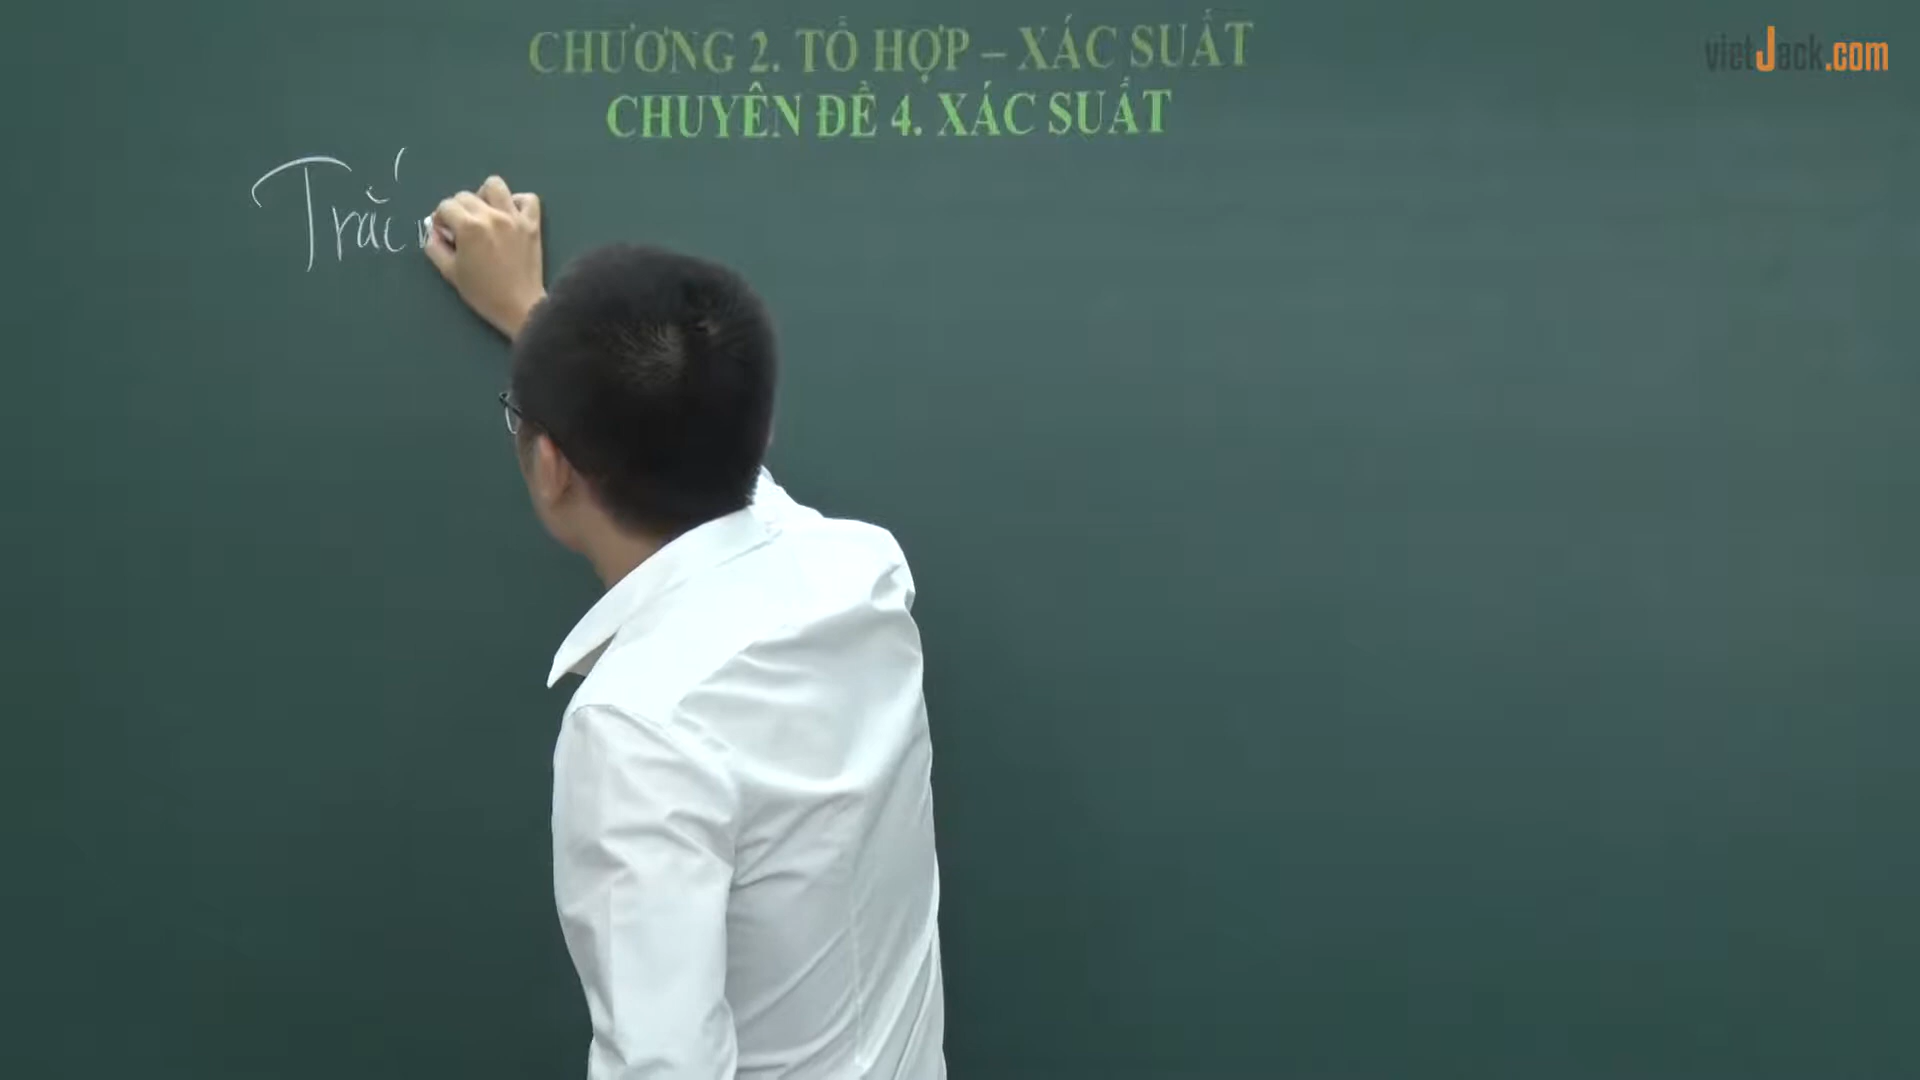 CHƯƠNG 2. TỔ HỢP – XÁC SUẤT
vietJack.com
CHUYÊN ĐỀ 4. XÁC SUẤT
Trắc